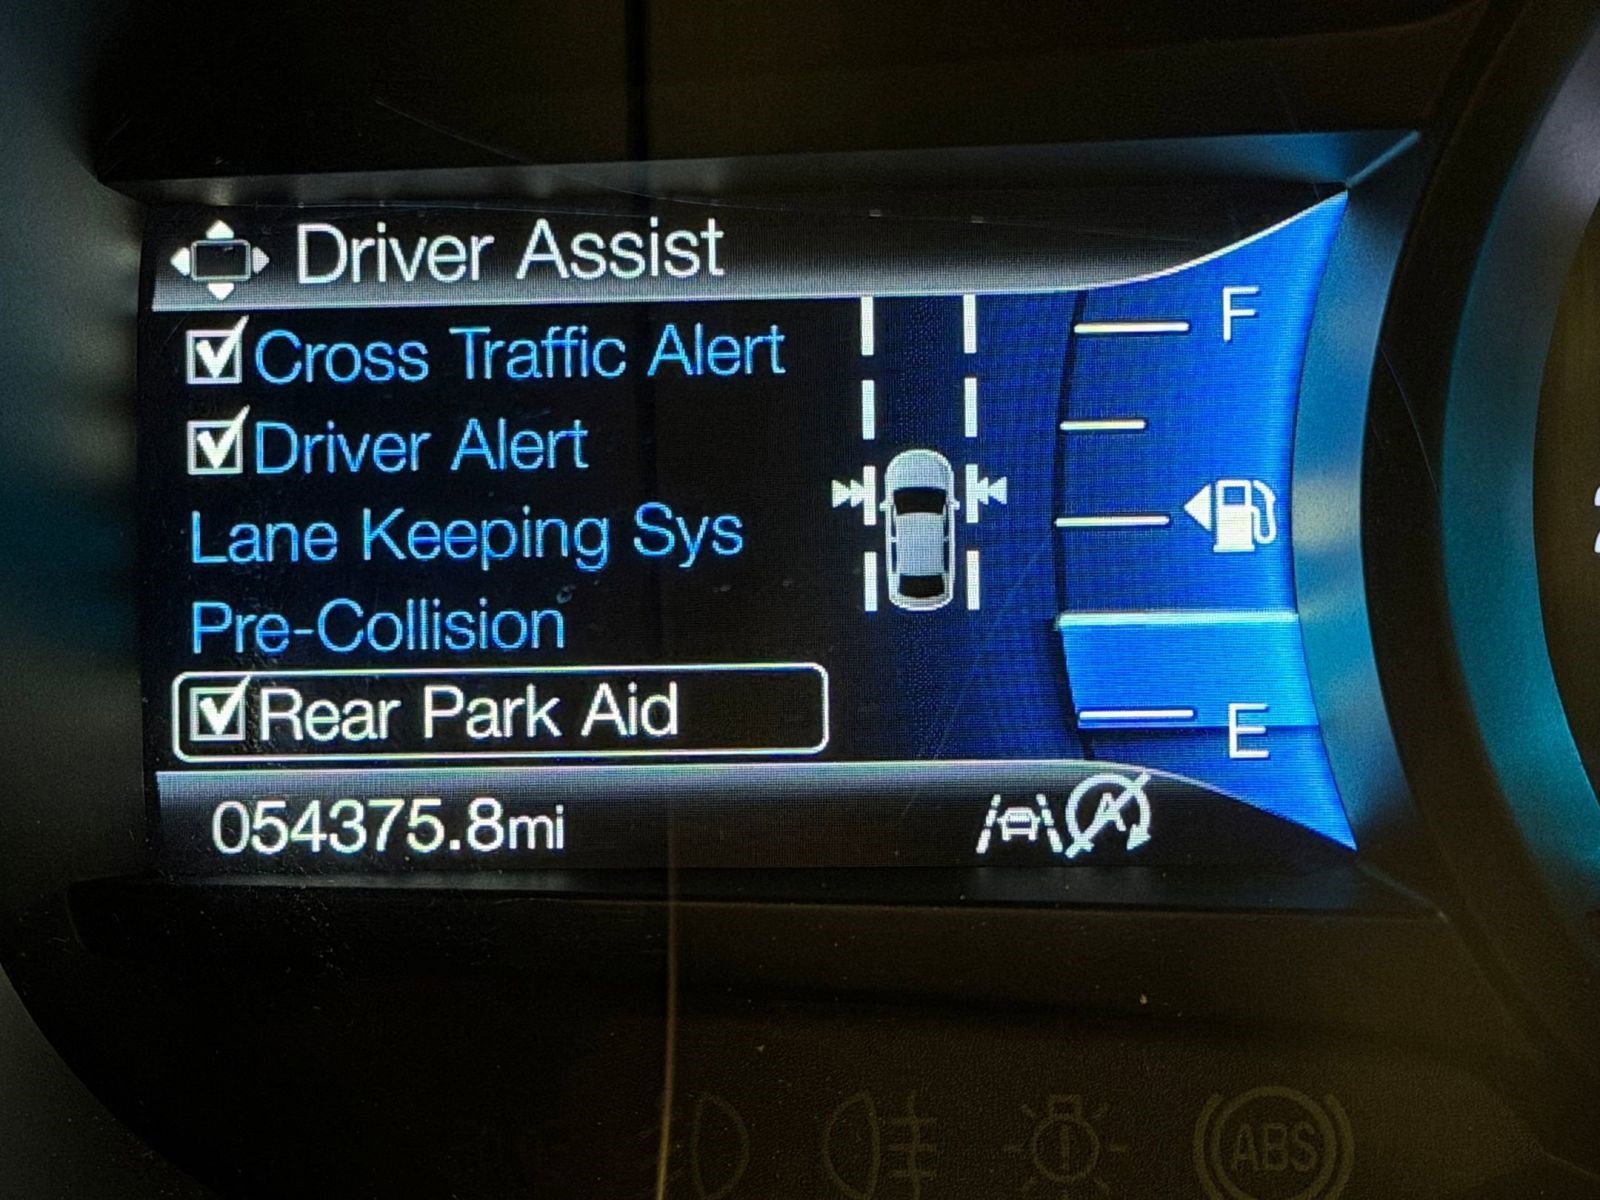 Driver Assist
Cross Traffic Alert
F
Driver Alert
Lane Keeping Sys
Pre-Collision
Rear Park Aid
E
054375.8mi
A
ABS